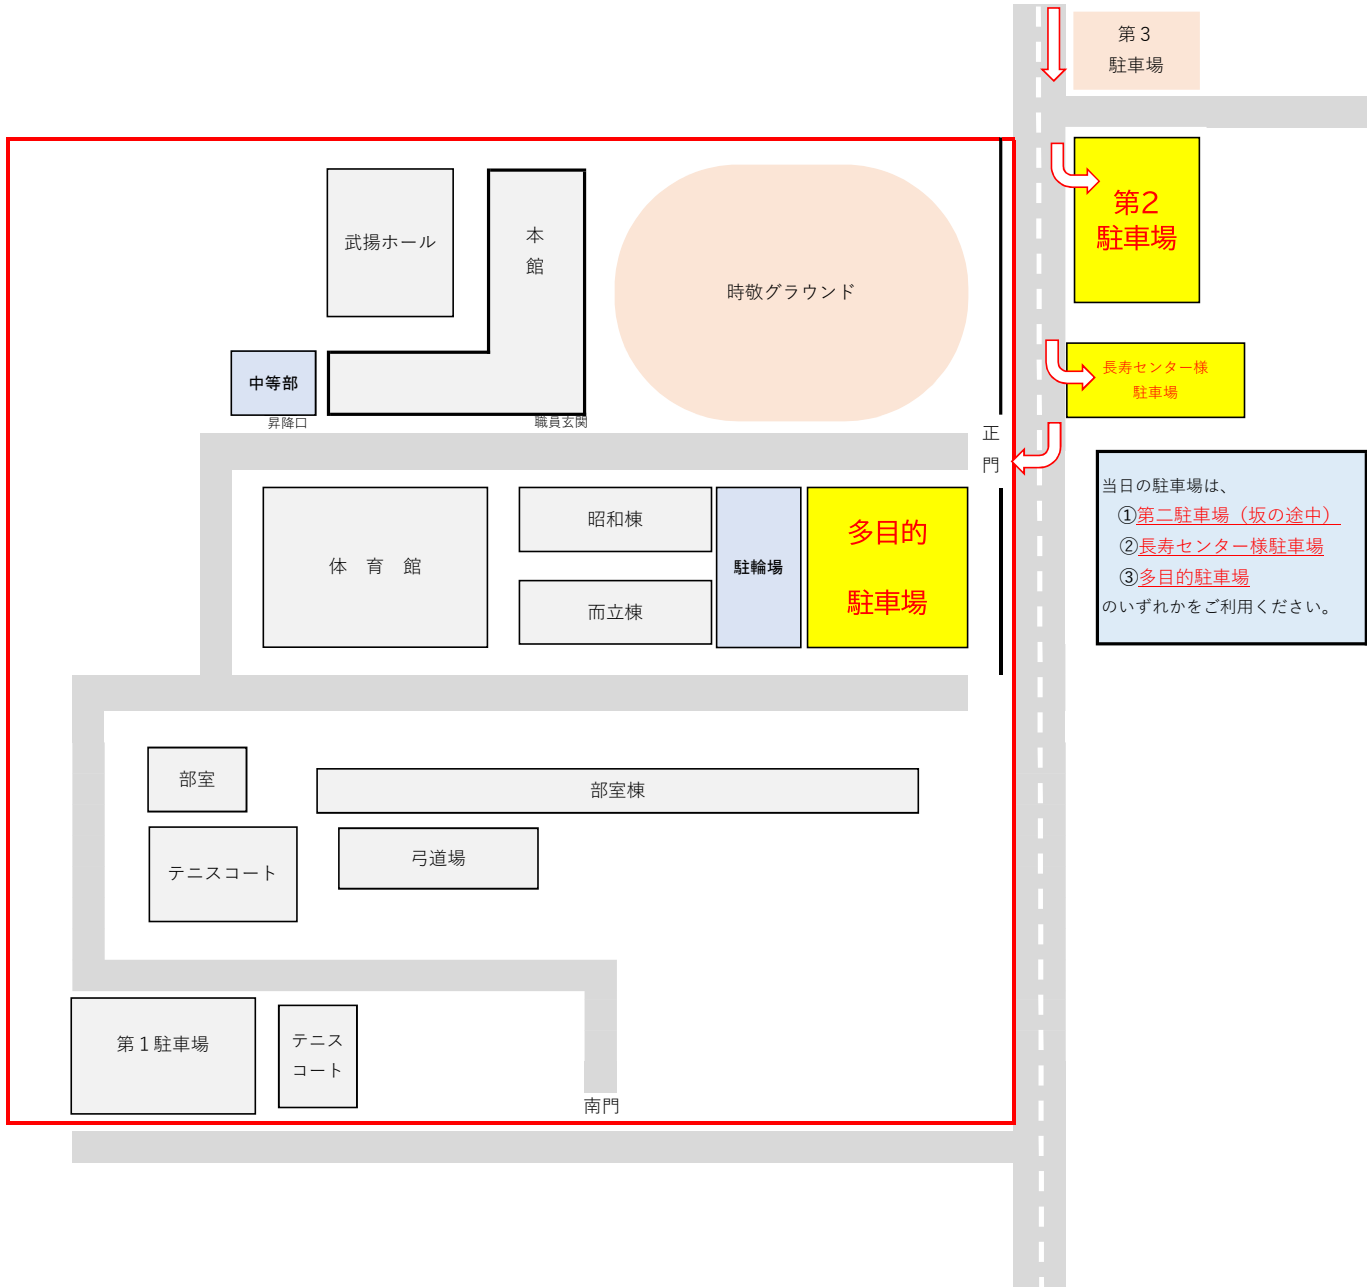 第３
駐車場
第2
駐車場
武揚ホール
本
館
時敬グラウンド
中等部
昇降口
職員玄関
長寿センター様
駐車場
正
門
当日の駐車場は、
①第二駐車場（坂の途中）
②長寿センター様駐車場
③多目的駐車場
のいずれかをご利用ください。
体　育　館
昭和棟
而立棟
駐輪場
多目的
駐車場
部室
部室棟
テニスコート
弓道場
第１駐車場
テニス
コート
南門